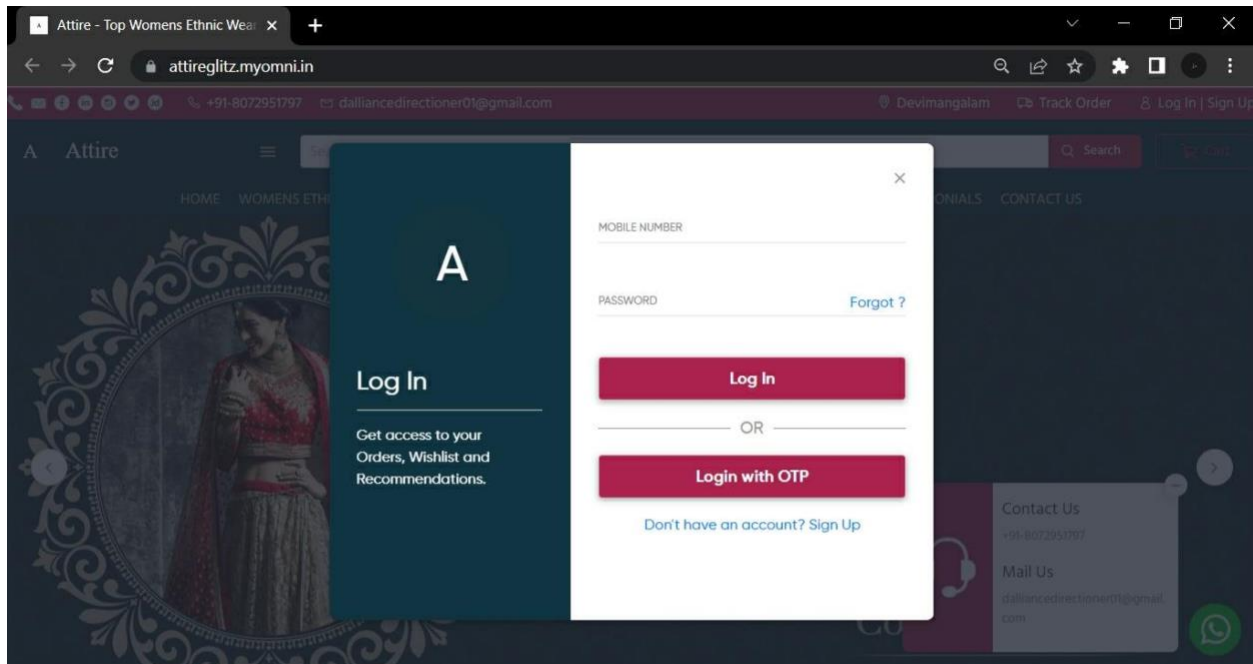 Attire - Top Womens Ethnic Wear
attireglitz.myomni.in
+91-8072951797 dalliancedirectioner01@gmail.com Devimangalam Track Order Log In | Sign Up
A Attire Search Cart
HOME WOMENS ETH ONIALS CONTACT US
A
Log In
Get access to your
Orders, Wishlist and
Recommendations.
MOBILE NUMBER
PASSWORD Forgot ?
Log In
OR
Login with OTP
Don't have an account? Sign Up
Contact Us
+91-8072951797
Mail Us
dalliancedirectioner01@gmail.
com